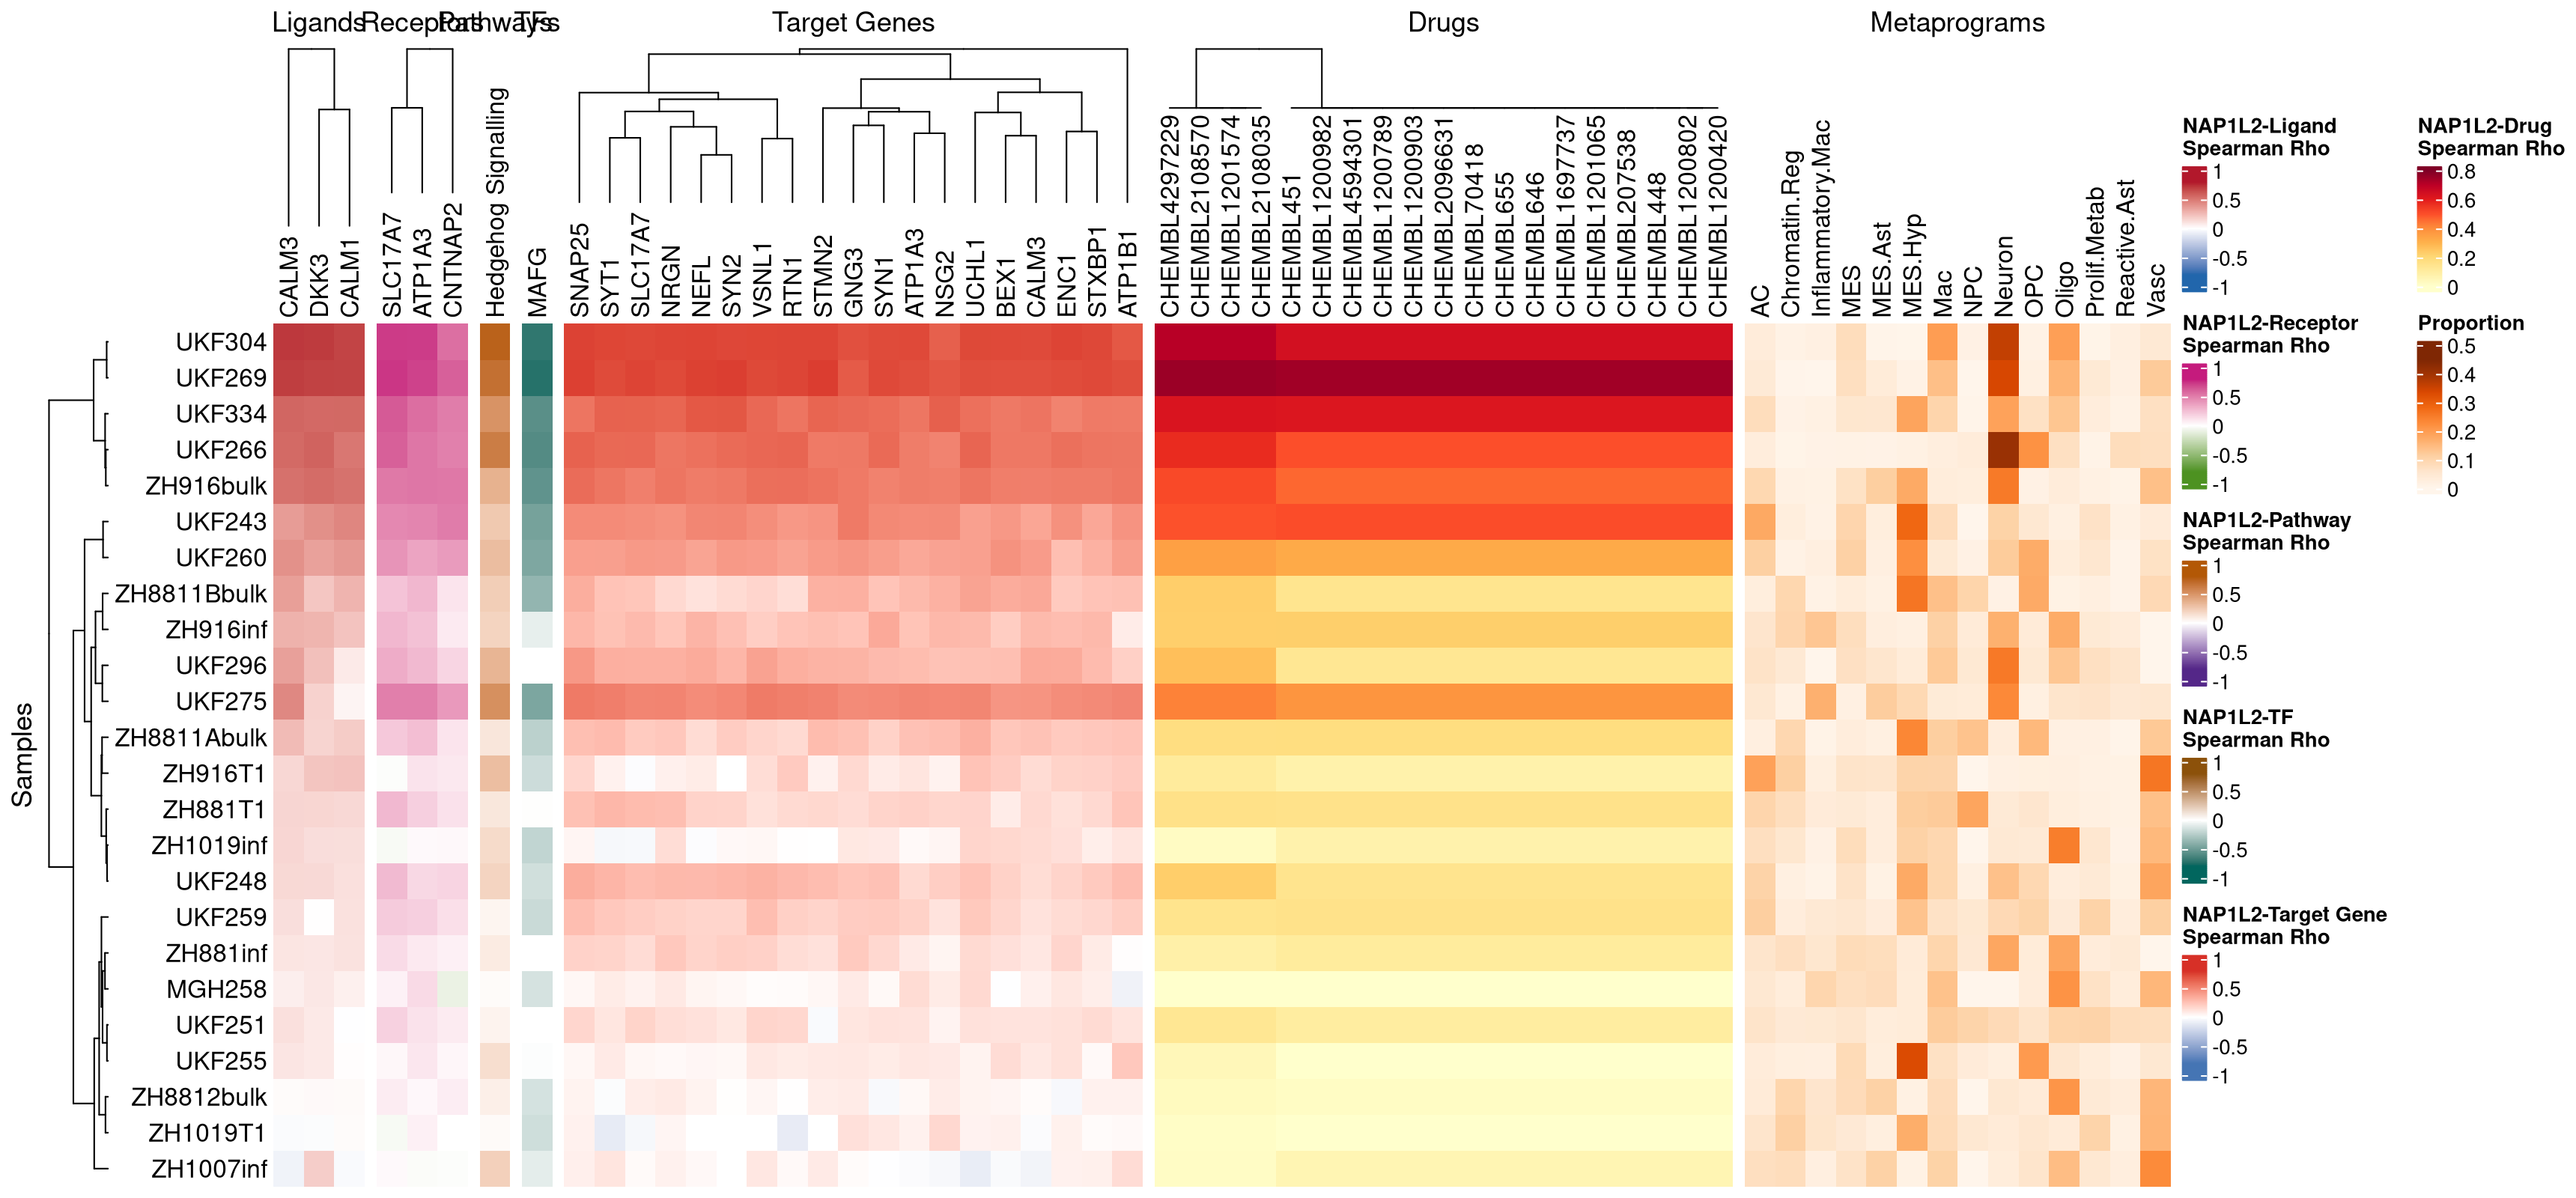 Ligands
Receptors
Pathways
TFs
Target Genes
Drugs
Metaprograms
CALM3
DKK3
CALM1
SLC17A7
ATP1A3
CNTNAP2
Hedgehog Signalling
MAFG
SNAP25
SYT1
SLC17A7
NRGN
NEFL
SYN2
VSNL1
RTN1
STMN2
GNG3
SYN1
ATP1A3
NSG2
UCHL1
BEX1
CALM3
ENC1
STXBP1
ATP1B1
CHEMBL4297229
CHEMBL2108570
CHEMBL1201574
CHEMBL2108035
CHEMBL451
CHEMBL1200982
CHEMBL4594301
CHEMBL1200789
CHEMBL1200903
CHEMBL2096631
CHEMBL70418
CHEMBL655
CHEMBL646
CHEMBL1697737
CHEMBL1201065
CHEMBL207538
CHEMBL448
CHEMBL1200802
CHEMBL1200420
AC
Chromatin.Reg
Inflammatory.Mac
MES
MES.Ast
MES.Hyp
Mac
NPC
Neuron
OPC
Oligo
Prolif.Metab
Reactive.Ast
Vasc
Samples
UKF304
UKF269
UKF334
UKF266
ZH916bulk
UKF243
UKF260
ZH8811Bbulk
ZH916inf
UKF296
UKF275
ZH8811Abulk
ZH916T1
ZH881T1
ZH1019inf
UKF248
UKF259
ZH881inf
MGH258
UKF251
UKF255
ZH8812bulk
ZH1019T1
ZH1007inf
NAP1L2-Ligand
Spearman Rho
1
0.5
0
-0.5
-1
NAP1L2-Receptor
Spearman Rho
1
0.5
0
-0.5
-1
NAP1L2-Pathway
Spearman Rho
1
0.5
0
-0.5
-1
NAP1L2-TF
Spearman Rho
1
0.5
0
-0.5
-1
NAP1L2-Target Gene
Spearman Rho
1
0.5
0
-0.5
-1
NAP1L2-Drug
Spearman Rho
0.8
0.6
0.4
0.2
0
Proportion
0.5
0.4
0.3
0.2
0.1
0